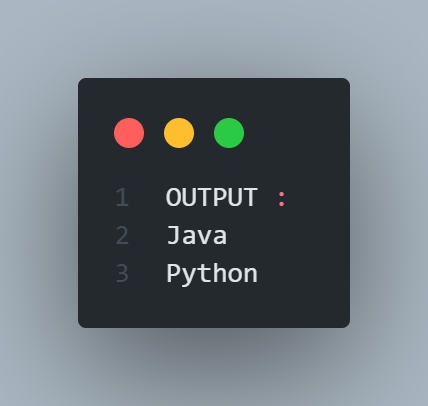 1 OUTPUT :
2 Java
3 Python